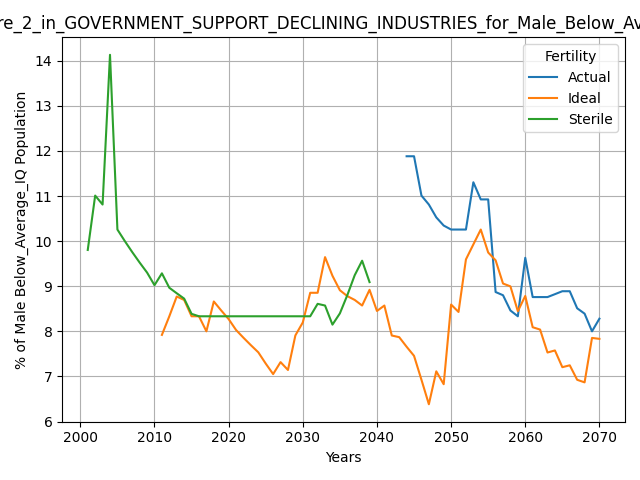 re_2_in_GOVERNMENT_SUPPORT_DECLINING_INDUSTRIES_for_Male_Below_Av
Fertility
Actual
Ideal
Sterile
% of Male Below_Average_IQ Population
14
13
12
11
10
9
8
7
6
2000 2010 2020 2030 2040 2050 2060 2070
Years